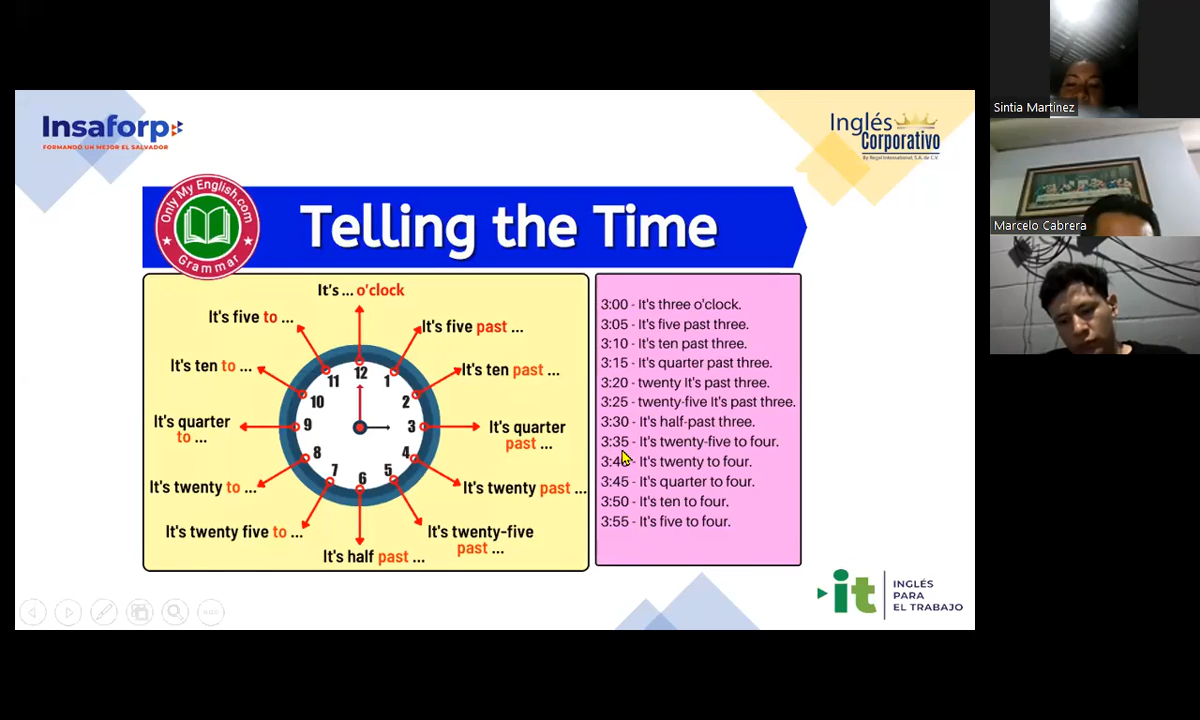 Insaforp
FORMANDO UN MEJOR EL SALVADOR
Inglés
Corporativo
By Regal International, S.A. de C.V.
OnlyMyEnglish.com
Grammar
Telling the Time
It's ... o'clock
It's five to ...
It's five past ...
It's ten to ...
It's ten past ...
It's quarter
to ...
It's quarter
past ...
It's twenty to ...
It's twenty past ...
It's twenty five to ...
It's twenty-five
past ...
It's half past ...
12
1
2
3
4
5
6
7
8
9
10
11
3:00 - It's three o'clock.
3:05 - It's five past three.
3:10 - It's ten past three.
3:15 - It's quarter past three.
3:20 - twenty It's past three.
3:25 - twenty-five It's past three.
3:30 - It's half-past three.
3:35 - It's twenty-five to four.
3:40 - It's twenty to four.
3:45 - It's quarter to four.
3:50 - It's ten to four.
3:55 - It's five to four.
it
INGLÉS
PARA
EL TRABAJO
Sintia Martinez
Marcelo Cabrera